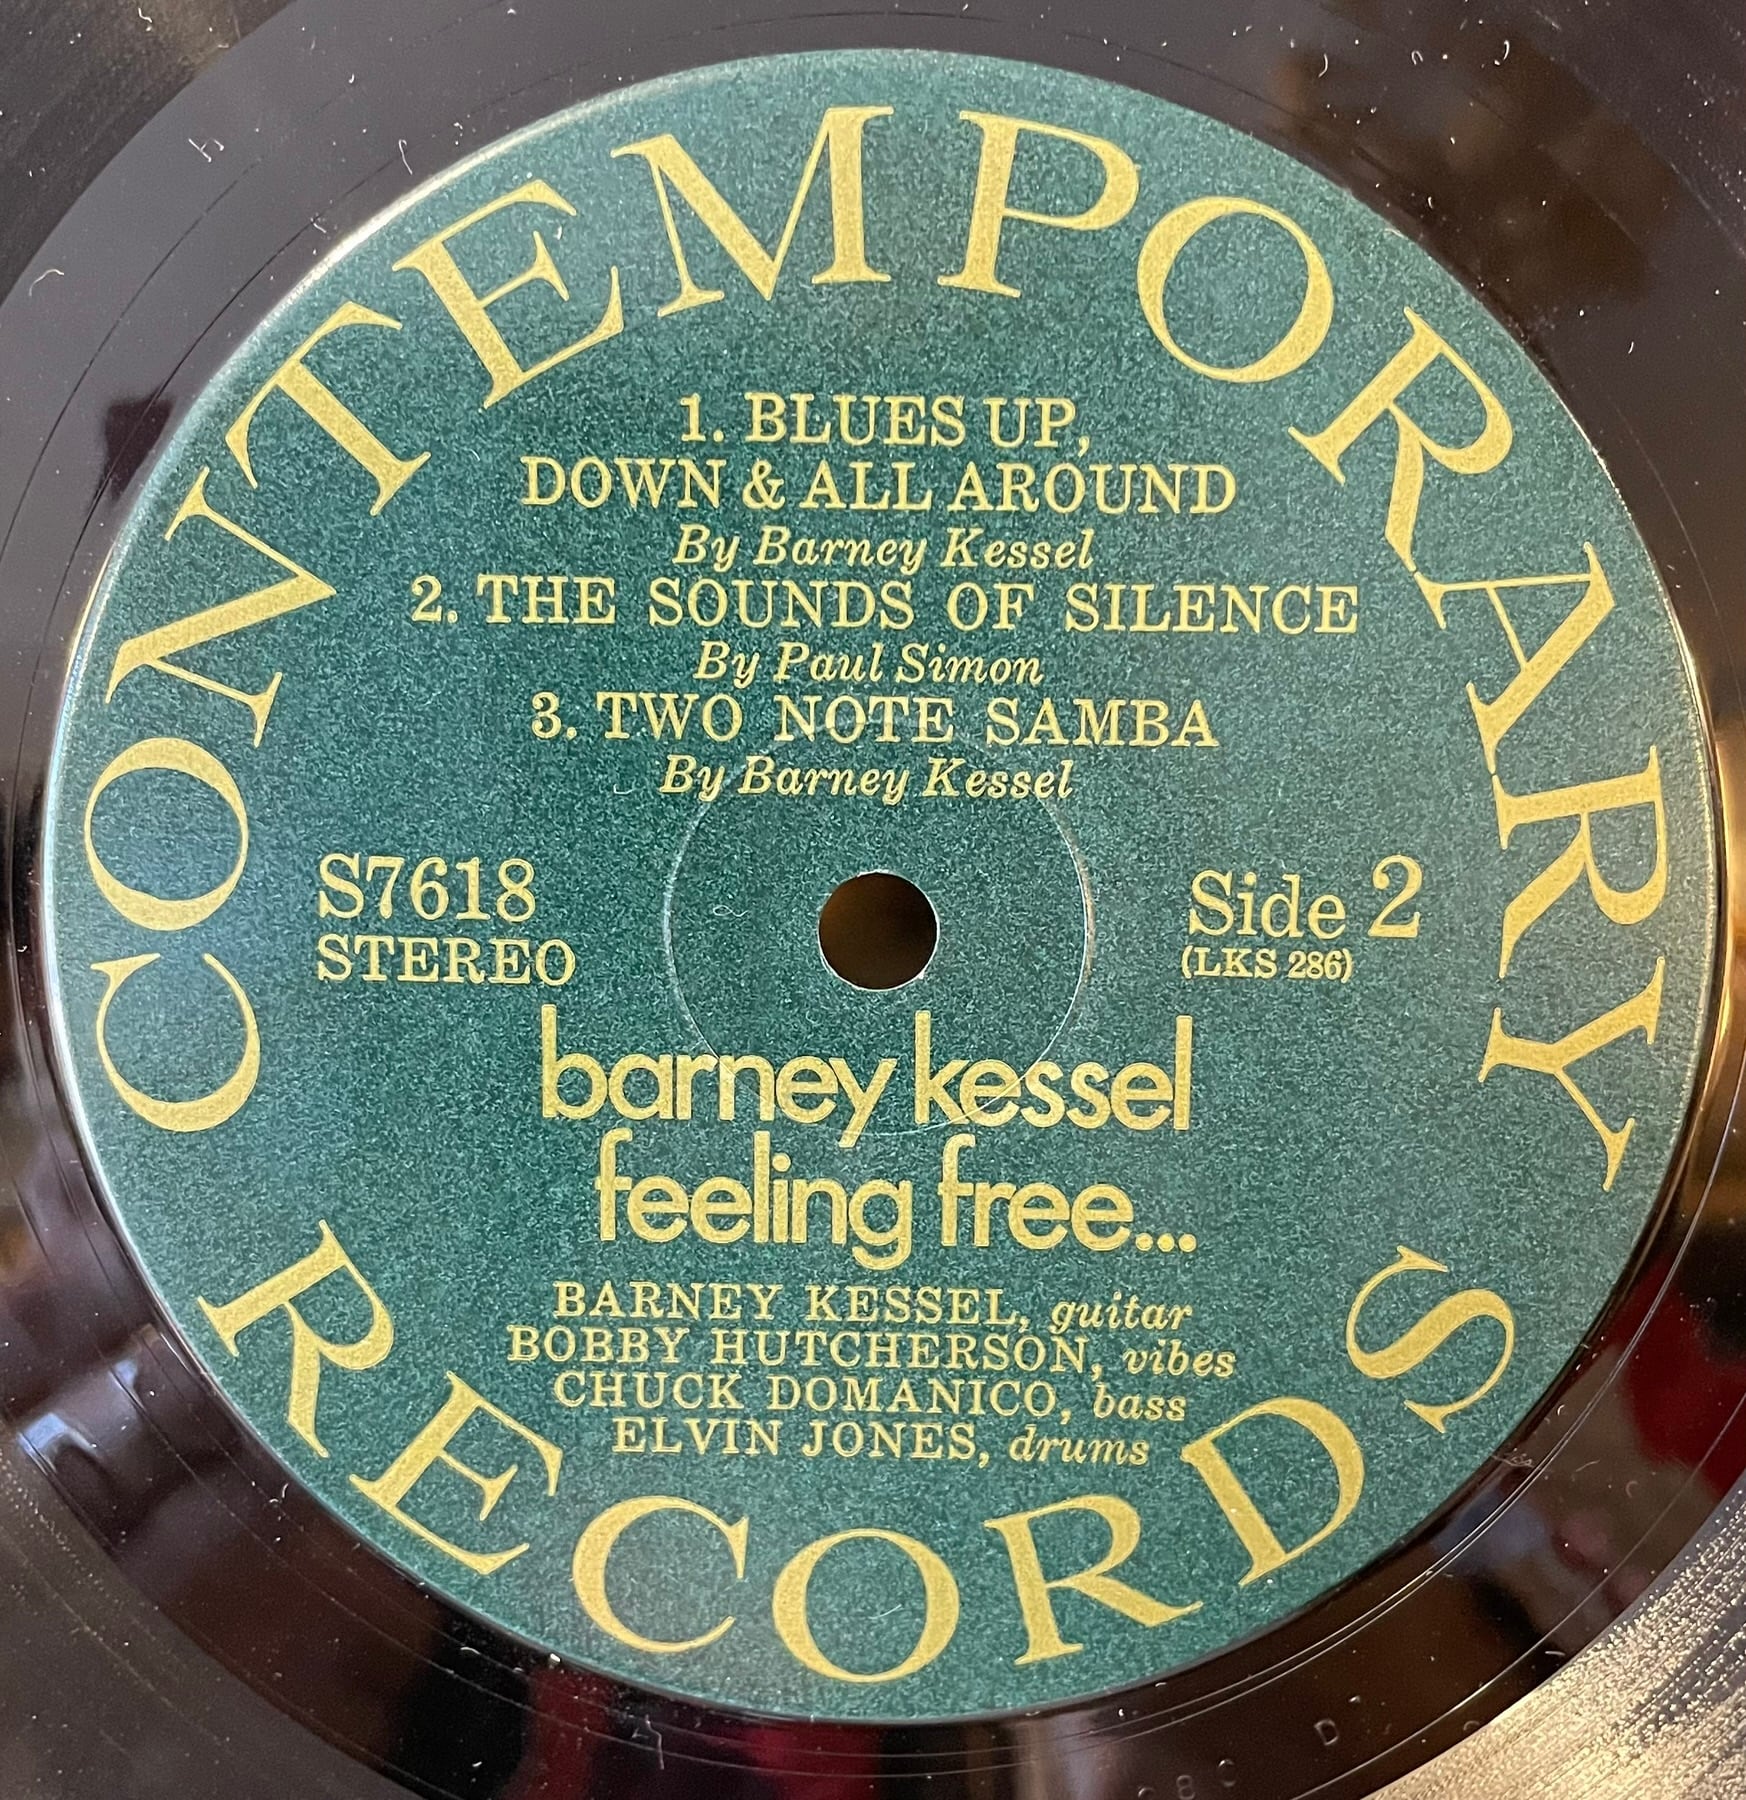 CONTEMPORARY
1. BLUES UP,
DOWN & ALL AROUND
By Barney Kessel
2. THE SOUNDS OF SILENCE
By Paul Simon
3. TWO NOTE SAMBA
By Barney Kessel
S7618
STEREO
Side 2
(LKS 286)
barney kessel
feeling free...
BARNEY KESSEL, guitar
BOBBY HUTCHERSON, vibes
CHUCK DOMANICO, bass
ELVIN JONES, drums
RECORDS